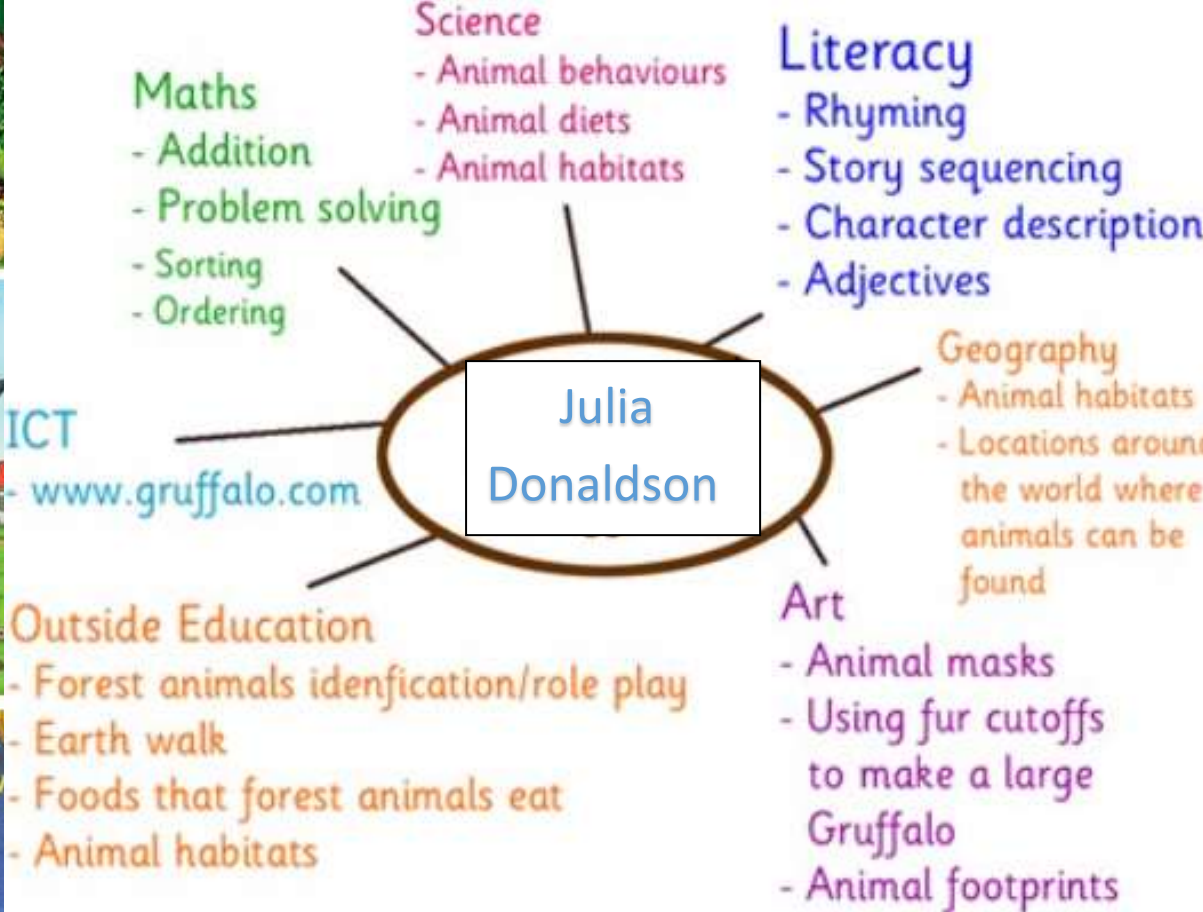 Science
- Animal behaviours
- Animal diets
- Animal habitats
Maths
- Addition
- Problem solving
- Sorting
- Ordering
Literacy
- Rhyming
- Story sequencing
- Character description
- Adjectives
Geography
- Animal habitats
- Locations aroun
the world where
animals can be
found
ICT
- www.gruffalo.com
Julia
Donaldson
Outside Education
- Forest animals idenfication/role play
- Earth walk
- Foods that forest animals eat
- Animal habitats
Art
- Animal masks
- Using fur cutoffs
to make a large
Gruffalo
- Animal footprints